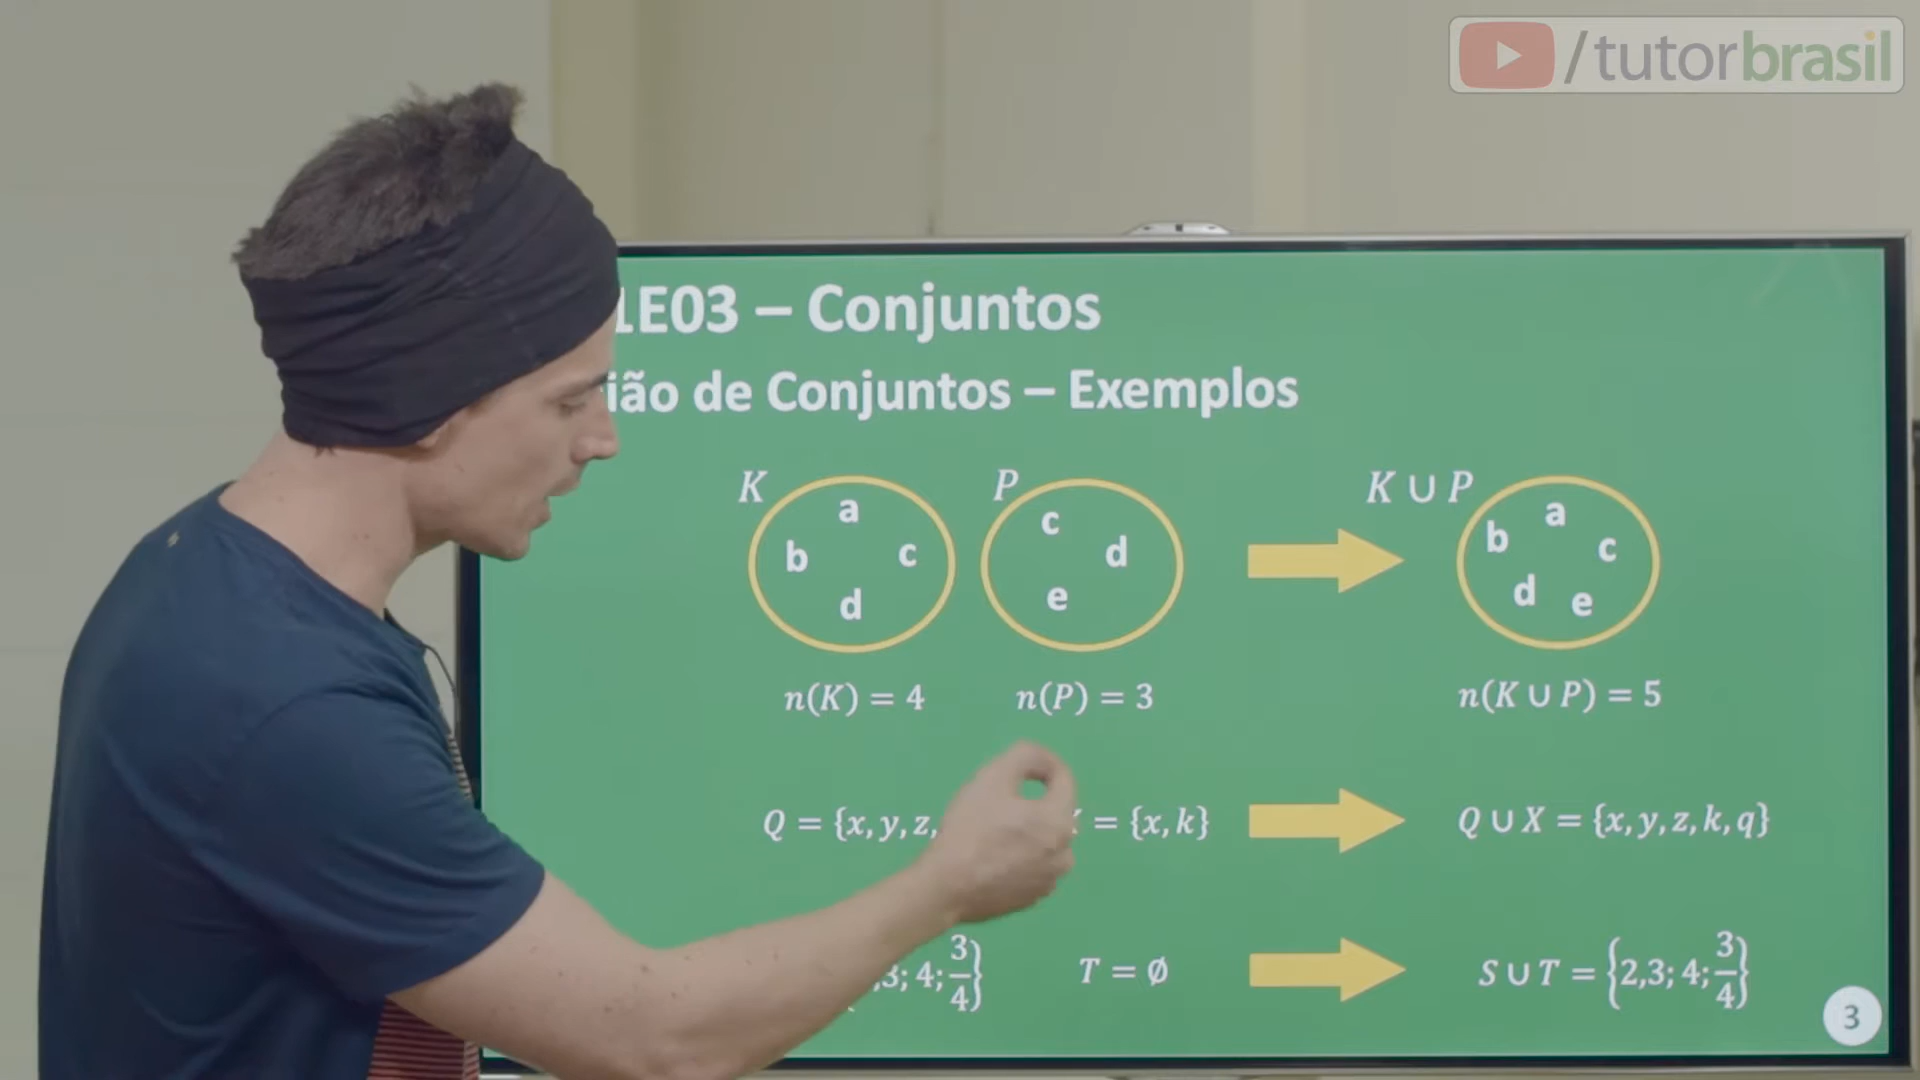 /tutorbrasil
1E03 – Conjuntos
ião de Conjuntos – Exemplos
K P K ∪ P
a c a
b c d b c
d e d e
n(K) = 4 n(P) = 3 n(K ∪ P) = 5
Q = {x, y, z, = {x, k} Q ∪ X = {x, y, z, k, q}
,3; 4; 3/4} T = ∅ S ∪ T = {2,3; 4; 3/4}
3